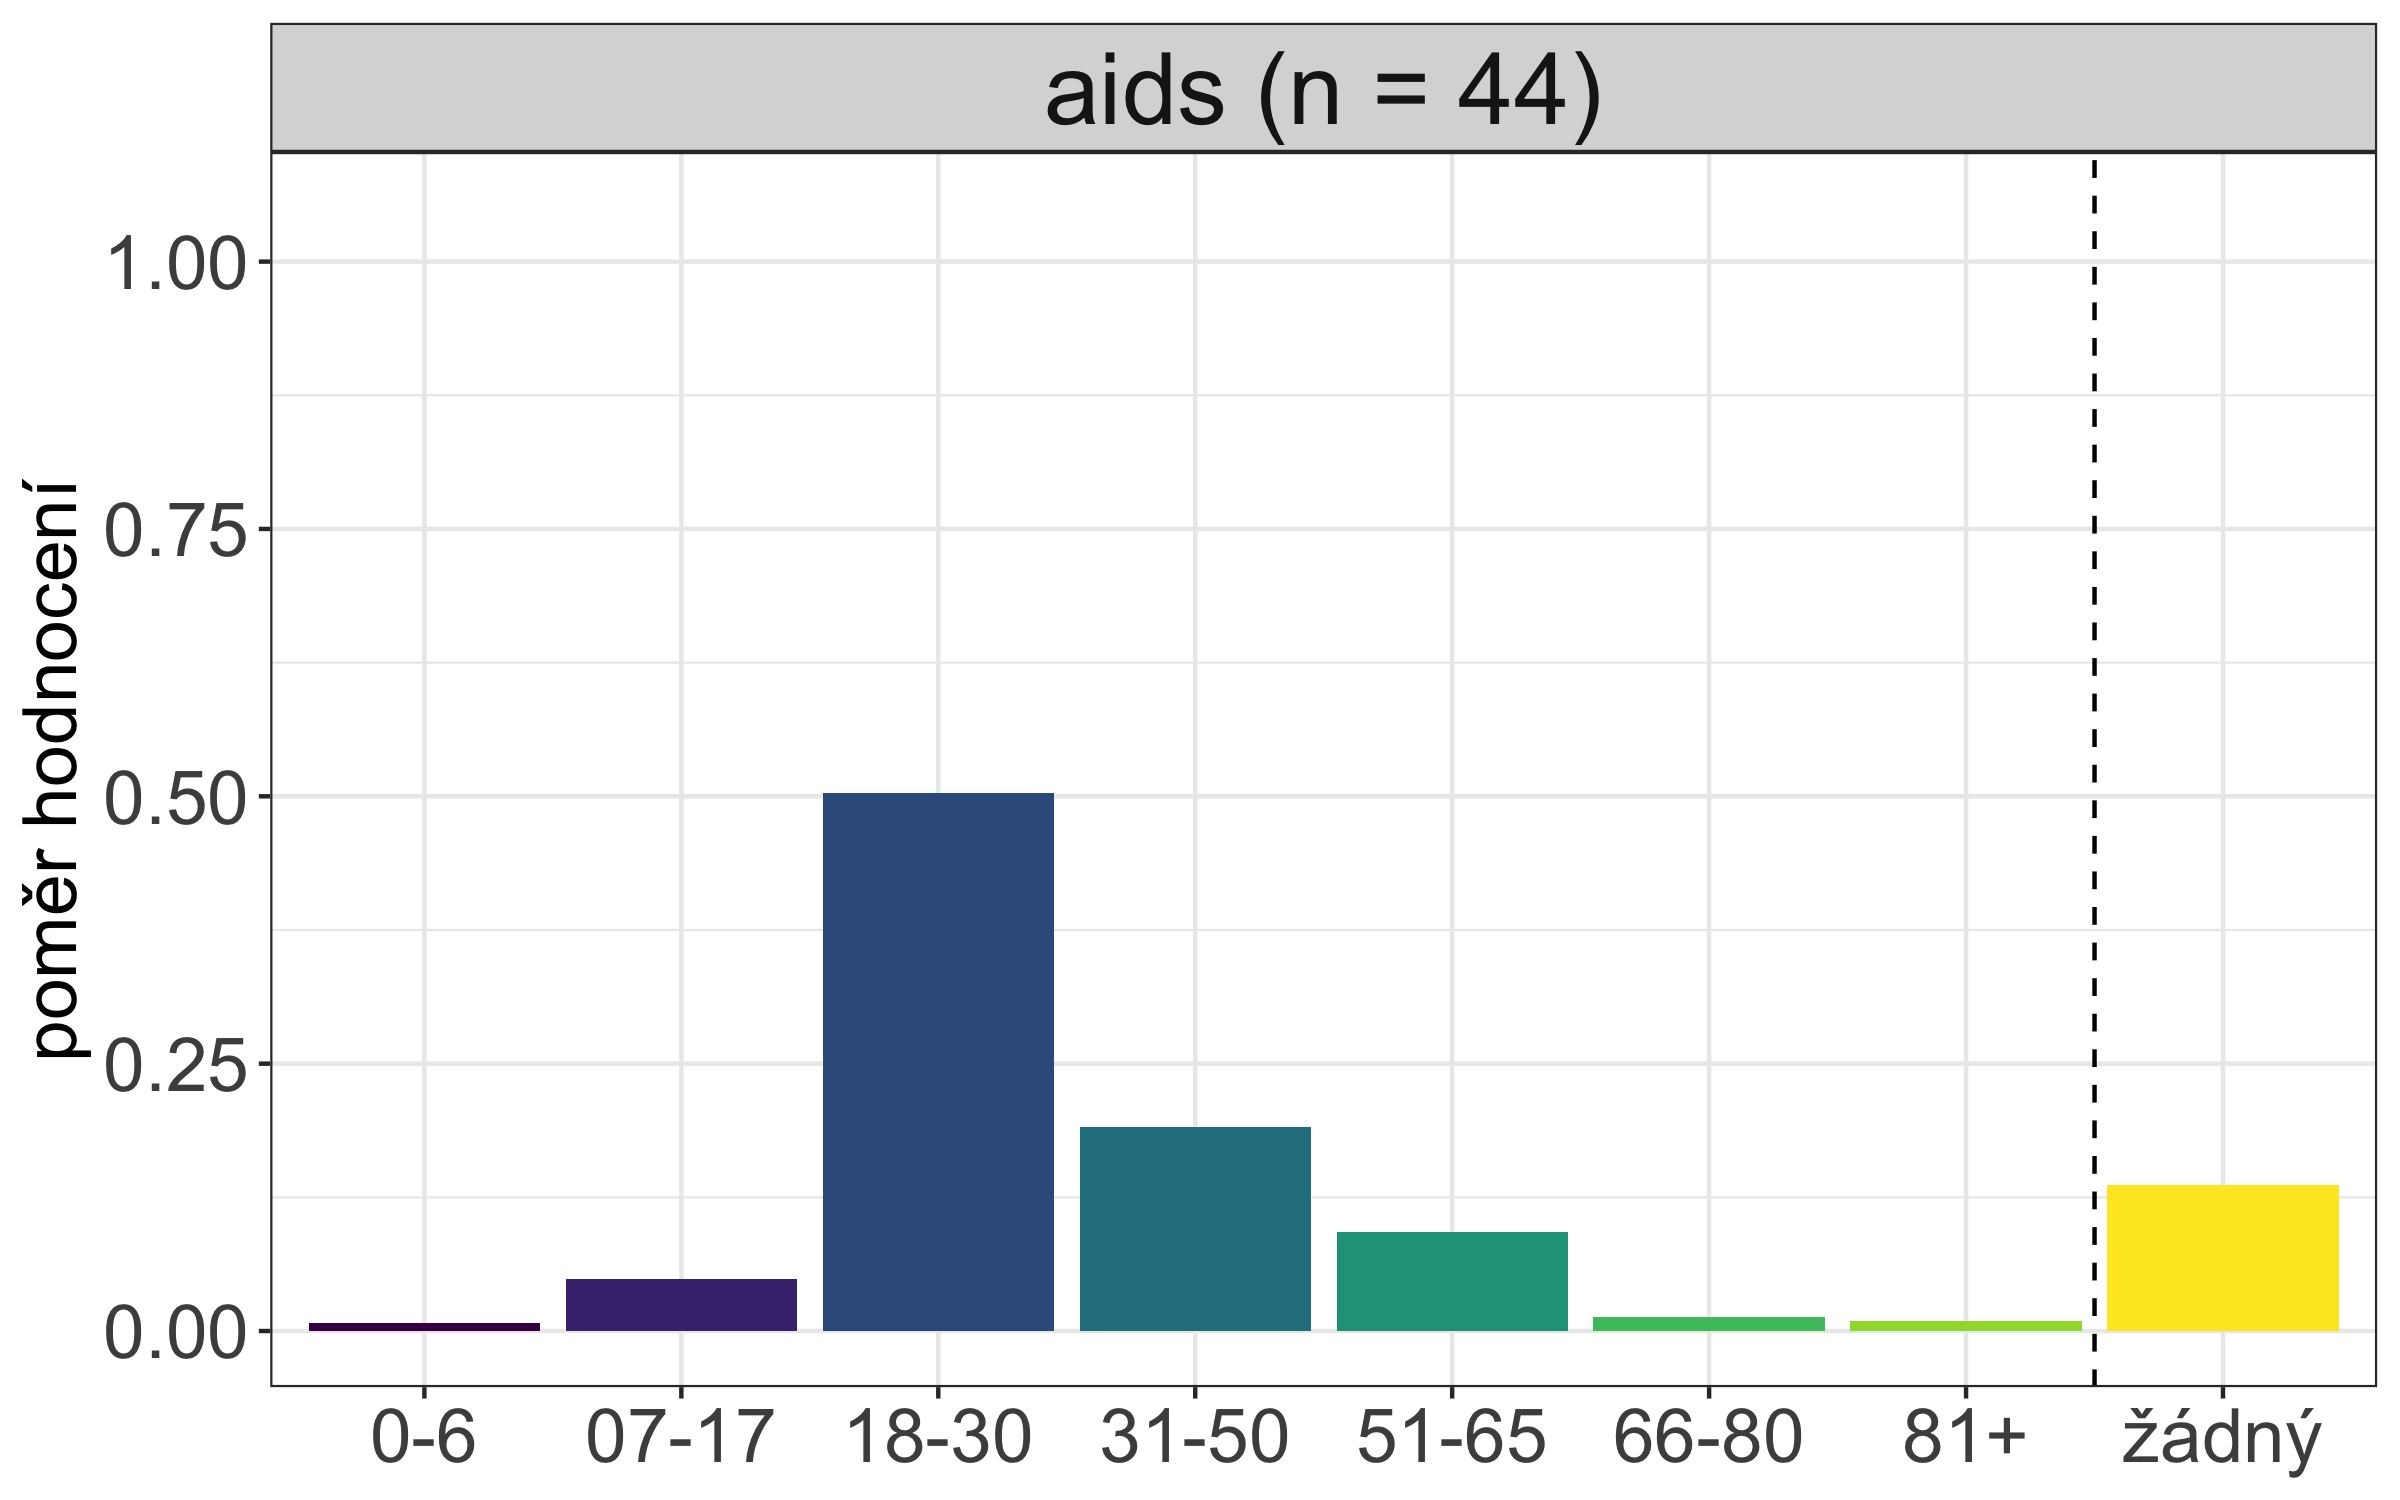 aids (n = 44)
poměr hodnocení
1.00
0.75
0.50
0.25
0.00
0-6 07-17 18-30 31-50 51-65 66-80 81+ žádný